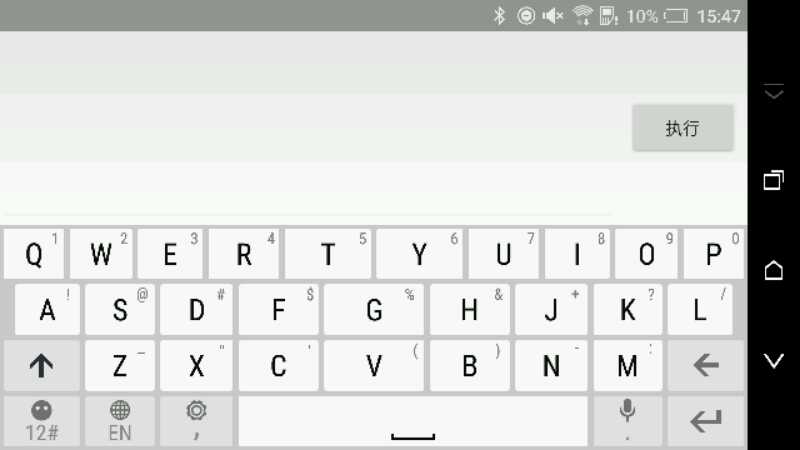 10% 15:47
执行
Q 1 W 2 E 3 R 4 T 5 Y 6 U 7 I 8 O 9 P 0
A ! S @ D # F $ G % H & J + K ? L /
Z _ X " C ' V ( B ) N - M :
12# EN , .